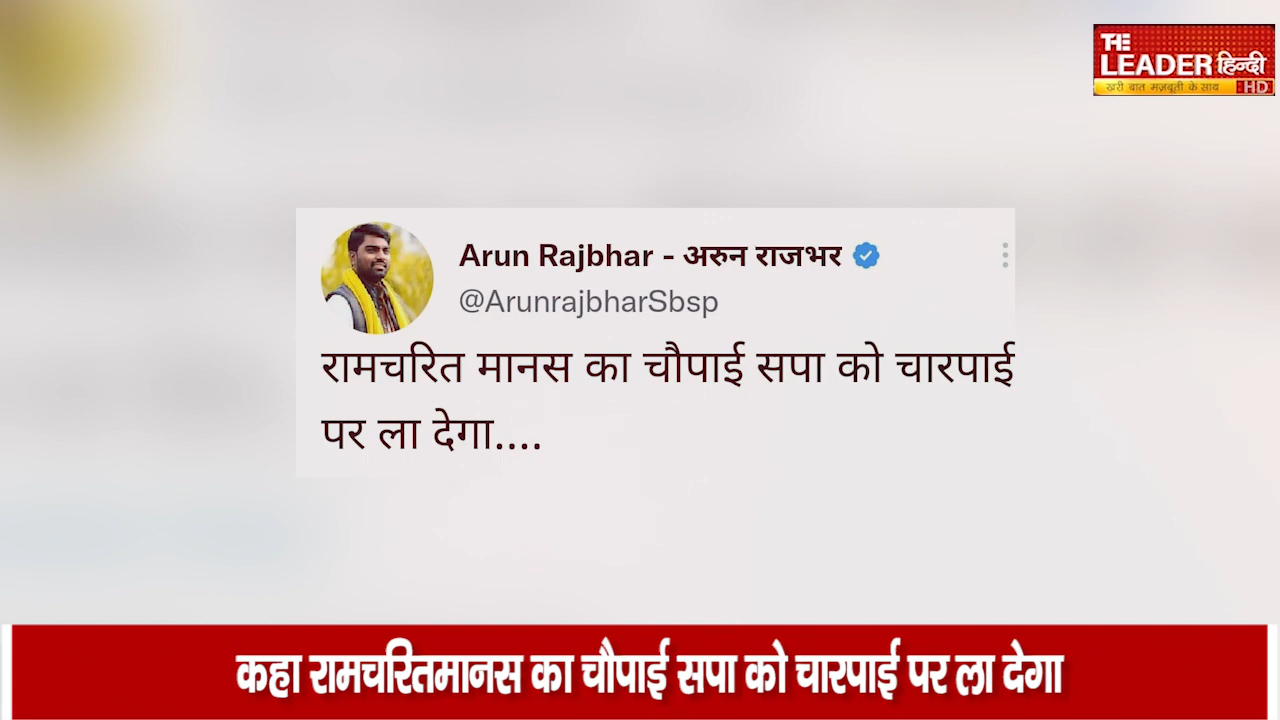 THE
LEADER हिन्दी
खरी बात मज़बूती के साथ HD
Arun Rajbhar - अरुन राजभर
@ArunrajbharSbsp
रामचरित मानस का चौपाई सपा को चारपाई
पर ला देगा....
कहा रामचरितमानस का चौपाई सपा को चारपाई पर ला देगा